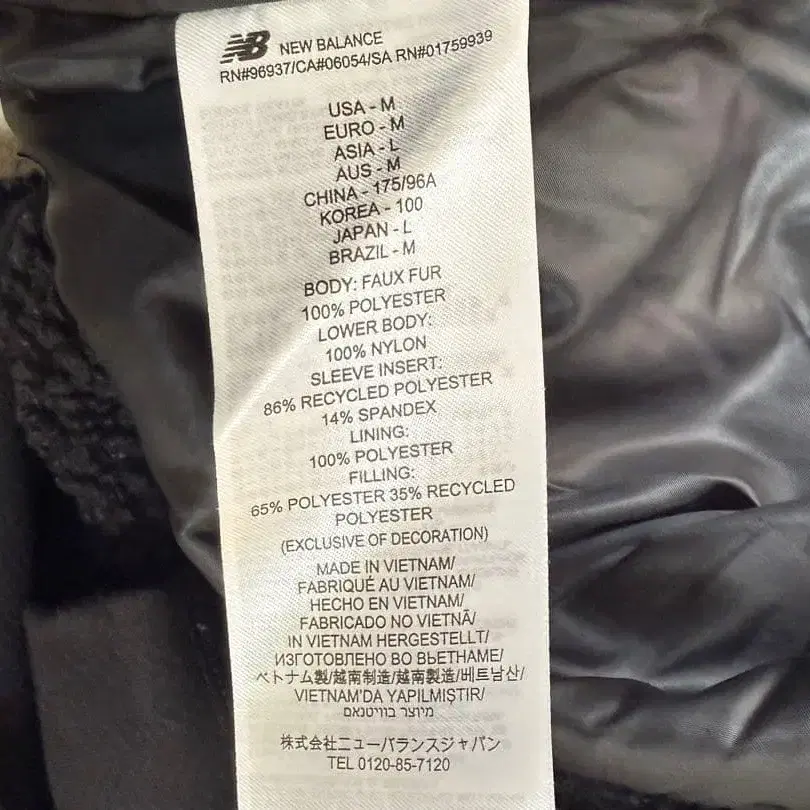 NB NEW BALANCE
RN#96937/CA#06054/SA RN#01759939
USA - M
EURO - M
ASIA - L
AUS - M
CHINA - 175/96A
KOREA - 100
JAPAN - L
BRAZIL - M
BODY: FAUX FUR
100% POLYESTER
LOWER BODY:
100% NYLON
SLEEVE INSERT:
86% RECYCLED POLYESTER
14% SPANDEX
LINING:
100% POLYESTER
FILLING:
65% POLYESTER 35% RECYCLED
POLYESTER
(EXCLUSIVE OF DECORATION)
MADE IN VIETNAM/
FABRIQUÉ AU VIETNAM/
HECHO EN VIETNAM/
FABRICADO NO VIETNÃ/
IN VIETNAM HERGESTELLT/
ИЗГОТОВЛЕНО ВО ВЬЕТНАМЕ/
ベトナム製/越南制造/越南製造/베트남산/
VIETNAM'DA YAPILMIŞTIR/
מיוצר בוויטנאם
株式会社ニューバランスジャパン
TEL 0120-85-7120